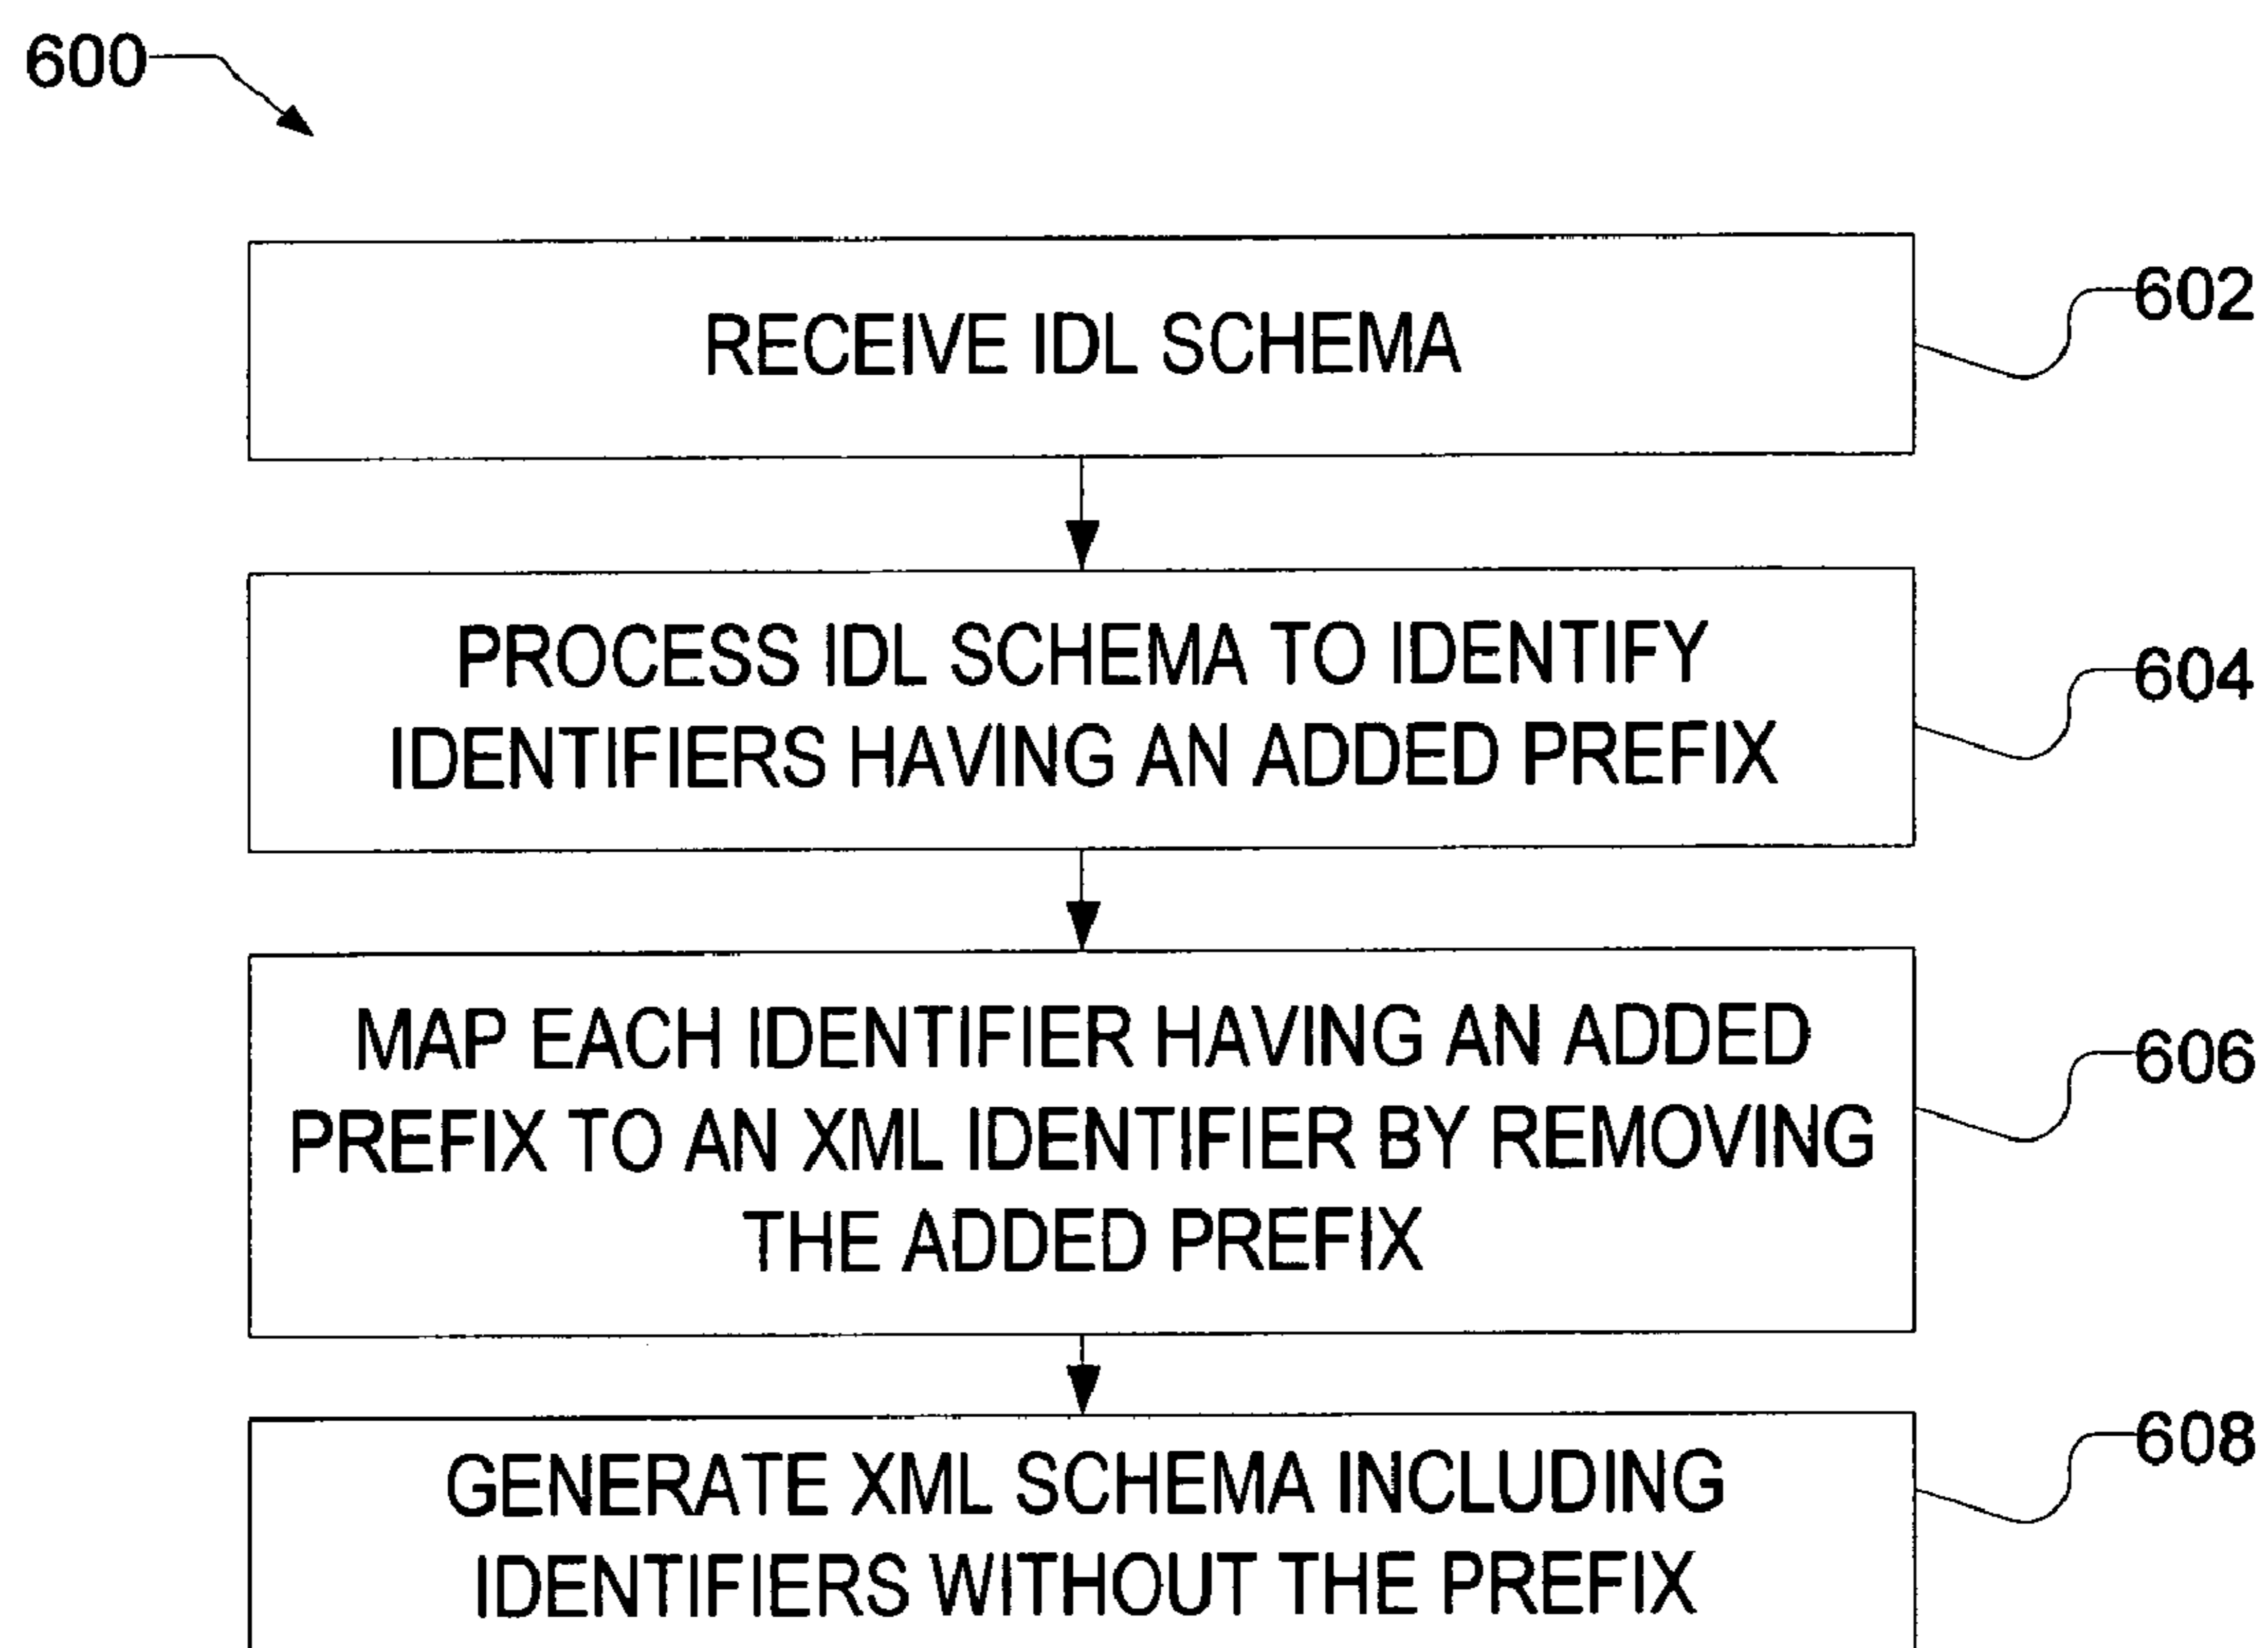 600
RECEIVE IDL SCHEMA
602
PROCESS IDL SCHEMA TO IDENTIFY
IDENTIFIERS HAVING AN ADDED PREFIX
604
MAP EACH IDENTIFIER HAVING AN ADDED
PREFIX TO AN XML IDENTIFIER BY REMOVING
THE ADDED PREFIX
606
GENERATE XML SCHEMA INCLUDING
IDENTIFIERS WITHOUT THE PREFIX
608